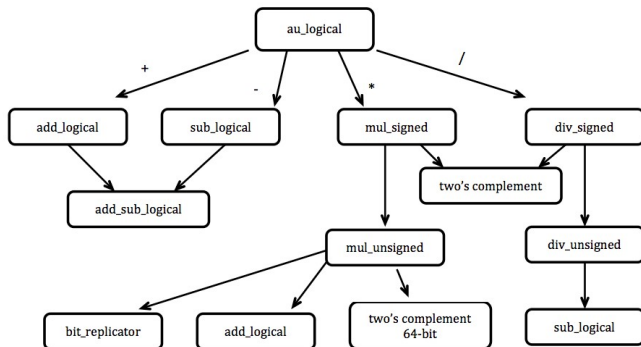 au_logical
+
-
*
/
add_logical
sub_logical
mul_signed
div_signed
two's complement
add_sub_logical
mul_unsigned
div_unsigned
bit_replicator
add_logical
two's complement
64-bit
sub_logical